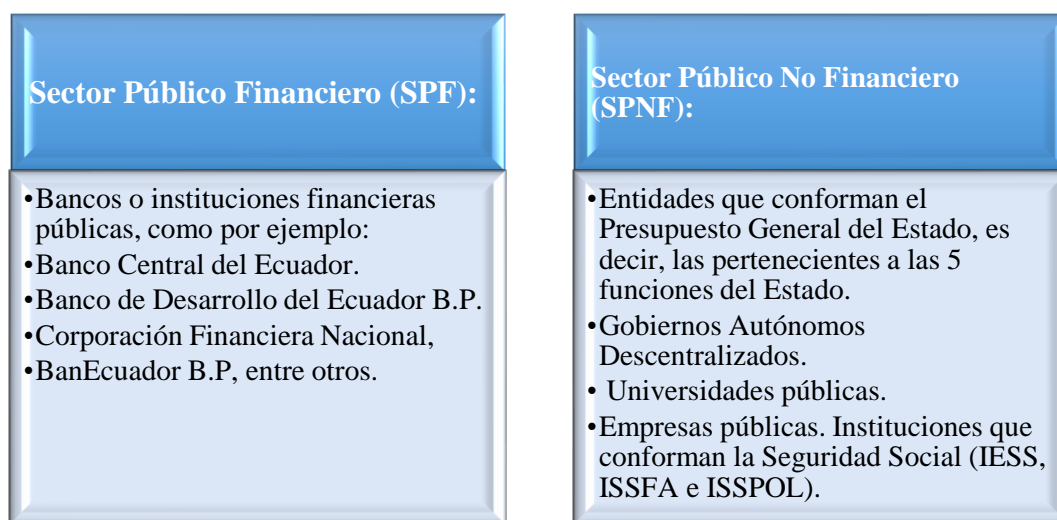 Sector Público Financiero (SPF):
•Bancos o instituciones financieras
públicas, como por ejemplo:
•Banco Central del Ecuador.
•Banco de Desarrollo del Ecuador B.P.
•Corporación Financiera Nacional,
•BanEcuador B.P, entre otros.
Sector Público No Financiero
(SPNF):
•Entidades que conforman el
Presupuesto General del Estado, es
decir, las pertenecientes a las 5
funciones del Estado.
•Gobiernos Autónomos
Descentralizados.
• Universidades públicas.
•Empresas públicas. Instituciones que
conforman la Seguridad Social (IESS,
ISSFA e ISSPOL).